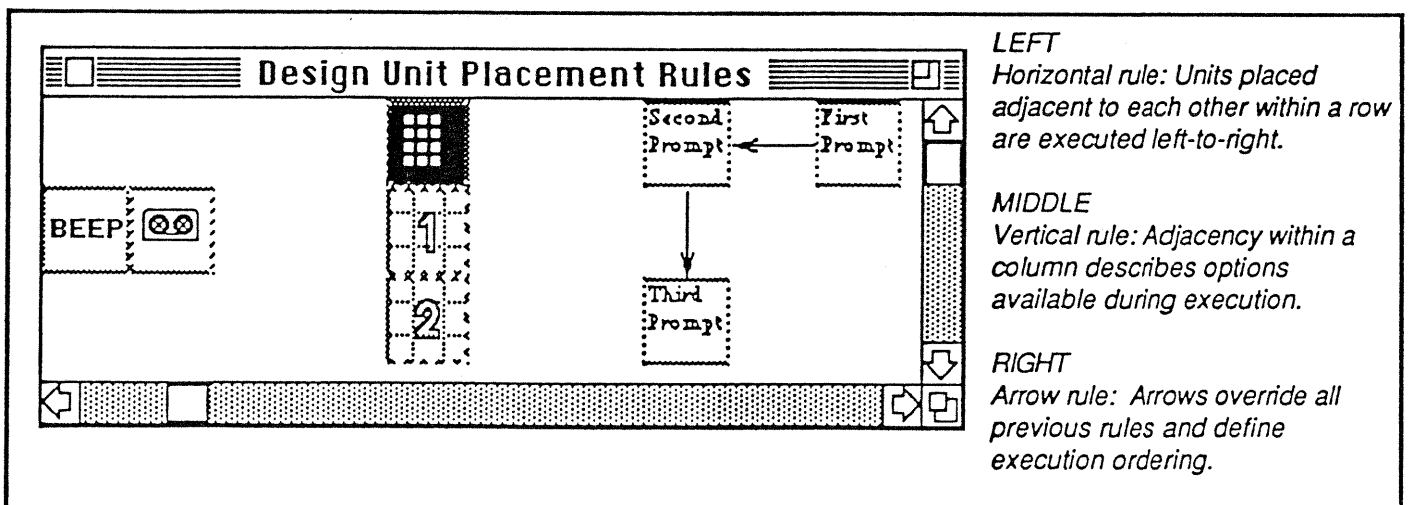 Design Unit Placement Rules
BEEP
1
2
Second
Prompt
First
Prompt
Third
Prompt
LEFT
Horizontal rule: Units placed
adjacent to each other within a row
are executed left-to-right.
MIDDLE
Vertical rule: Adjacency within a
column describes options
available during execution.
RIGHT
Arrow rule: Arrows override all
previous rules and define
execution ordering.